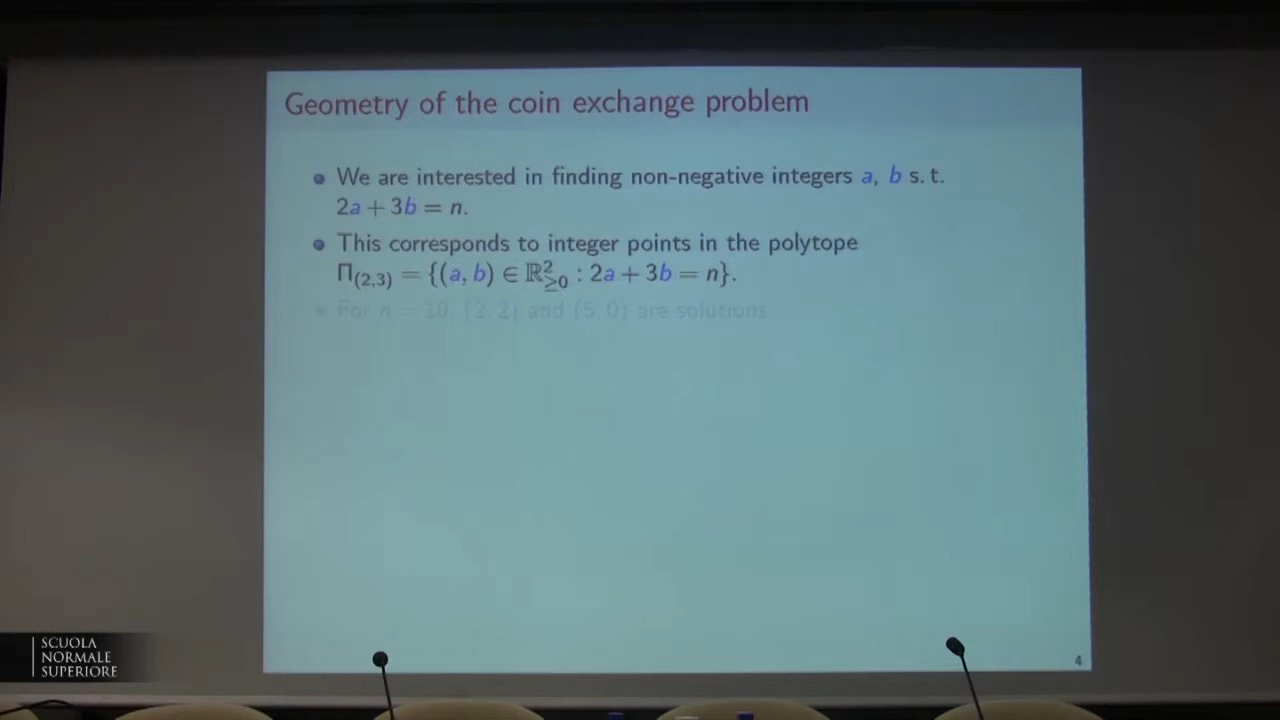 Geometry of the coin exchange problem
We are interested in finding non-negative integers a, b s. t.
2a + 3b = n.
This corresponds to integer points in the polytope
Π(2,3) = {(a, b) ∈ ℝ²≥0 : 2a + 3b = n}.
For n = 10, (2, 2) and (5, 0) are solutions
4
SCUOLA
NORMALE
SUPERIORE